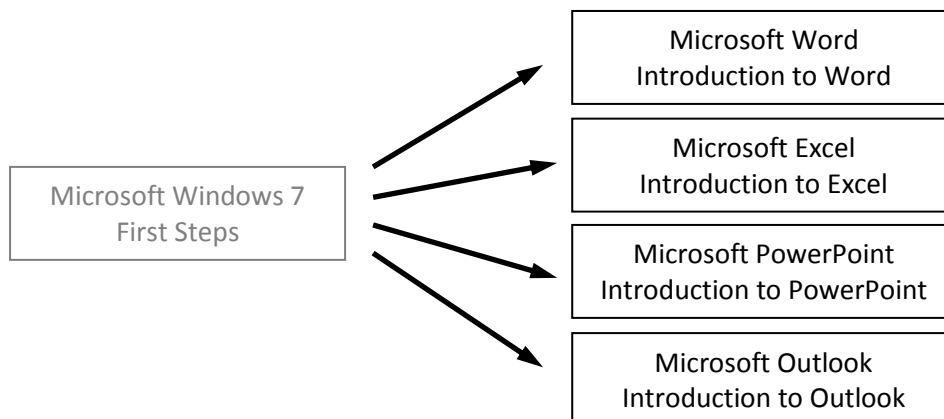 Microsoft Windows 7
First Steps
Microsoft Word
Introduction to Word
Microsoft Excel
Introduction to Excel
Microsoft PowerPoint
Introduction to PowerPoint
Microsoft Outlook
Introduction to Outlook